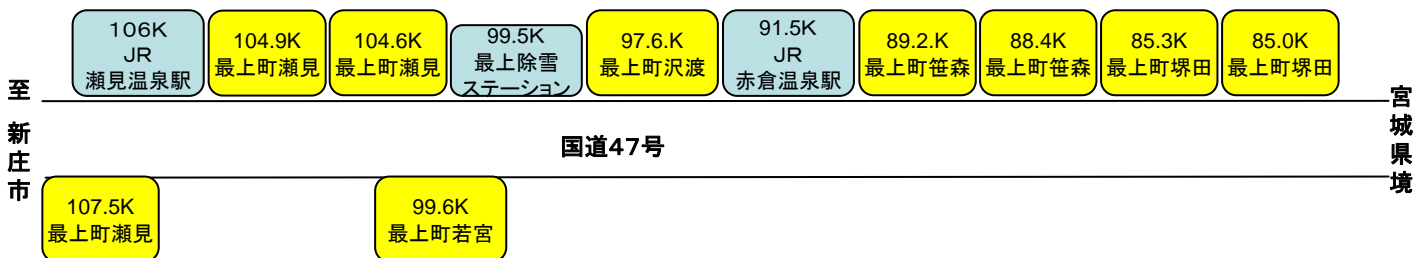 106K
JR
瀬見温泉駅
104.9K
最上町瀬見
104.6K
最上町瀬見
99.5K
最上除雪
ステーション
97.6.K
最上町沢渡
91.5K
JR
赤倉温泉駅
89.2.K
最上町笹森
88.4K
最上町笹森
85.3K
最上町堺田
85.0K
最上町堺田
至 新庄市
国道47号
宮城県境
107.5K
最上町瀬見
99.6K
最上町若宮